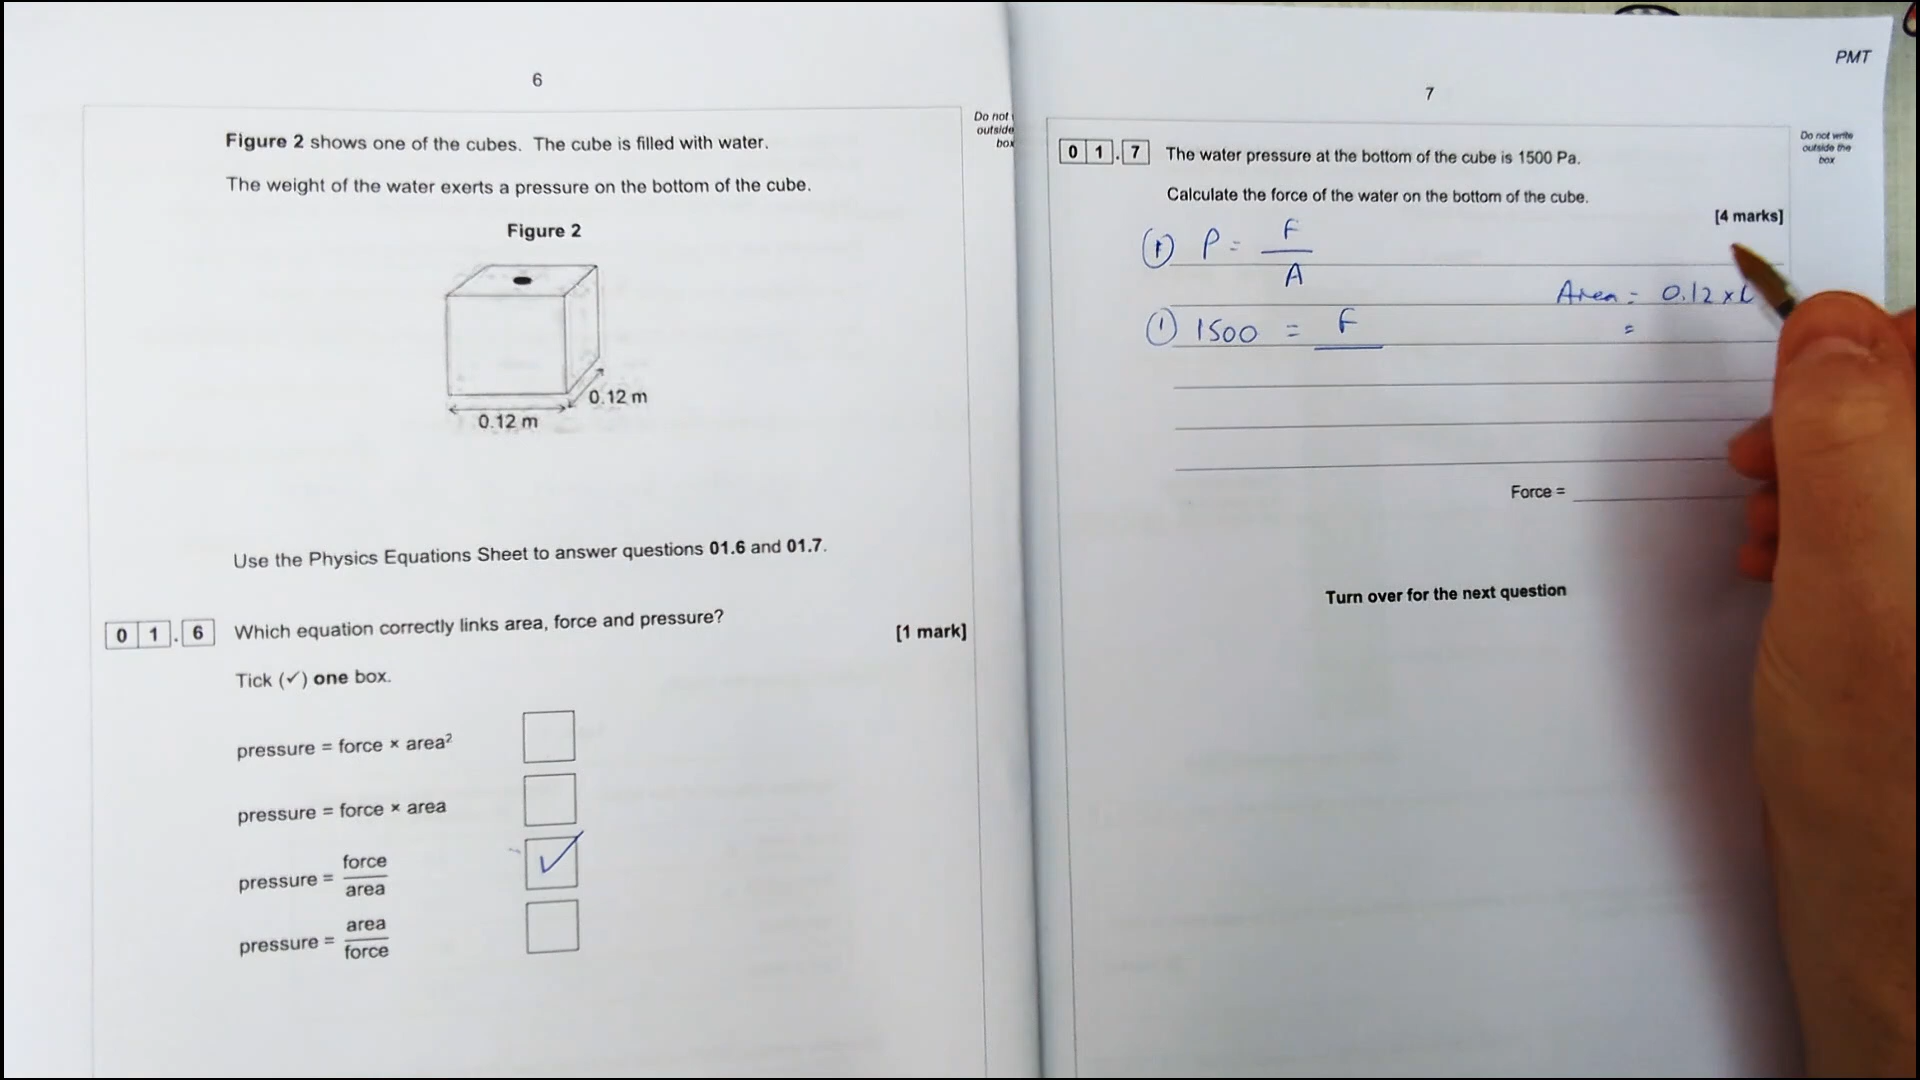 6
Do not
outside
box
Figure 2 shows one of the cubes. The cube is filled with water.
The weight of the water exerts a pressure on the bottom of the cube.
Figure 2
0.12 m
0.12 m
Use the Physics Equations Sheet to answer questions 01.6 and 01.7.
0 1 . 6 Which equation correctly links area, force and pressure?
[1 mark]
Tick (✓) one box.
pressure = force × area²
pressure = force × area
pressure = force / area ✓
pressure = area / force
PMT
7
Do not write
outside the
box
0 1 . 7 The water pressure at the bottom of the cube is 1500 Pa.
Calculate the force of the water on the bottom of the cube.
[4 marks]
P = F / A
Area = 0.12 x
=
① 1500 = F
Force =
Turn over for the next question